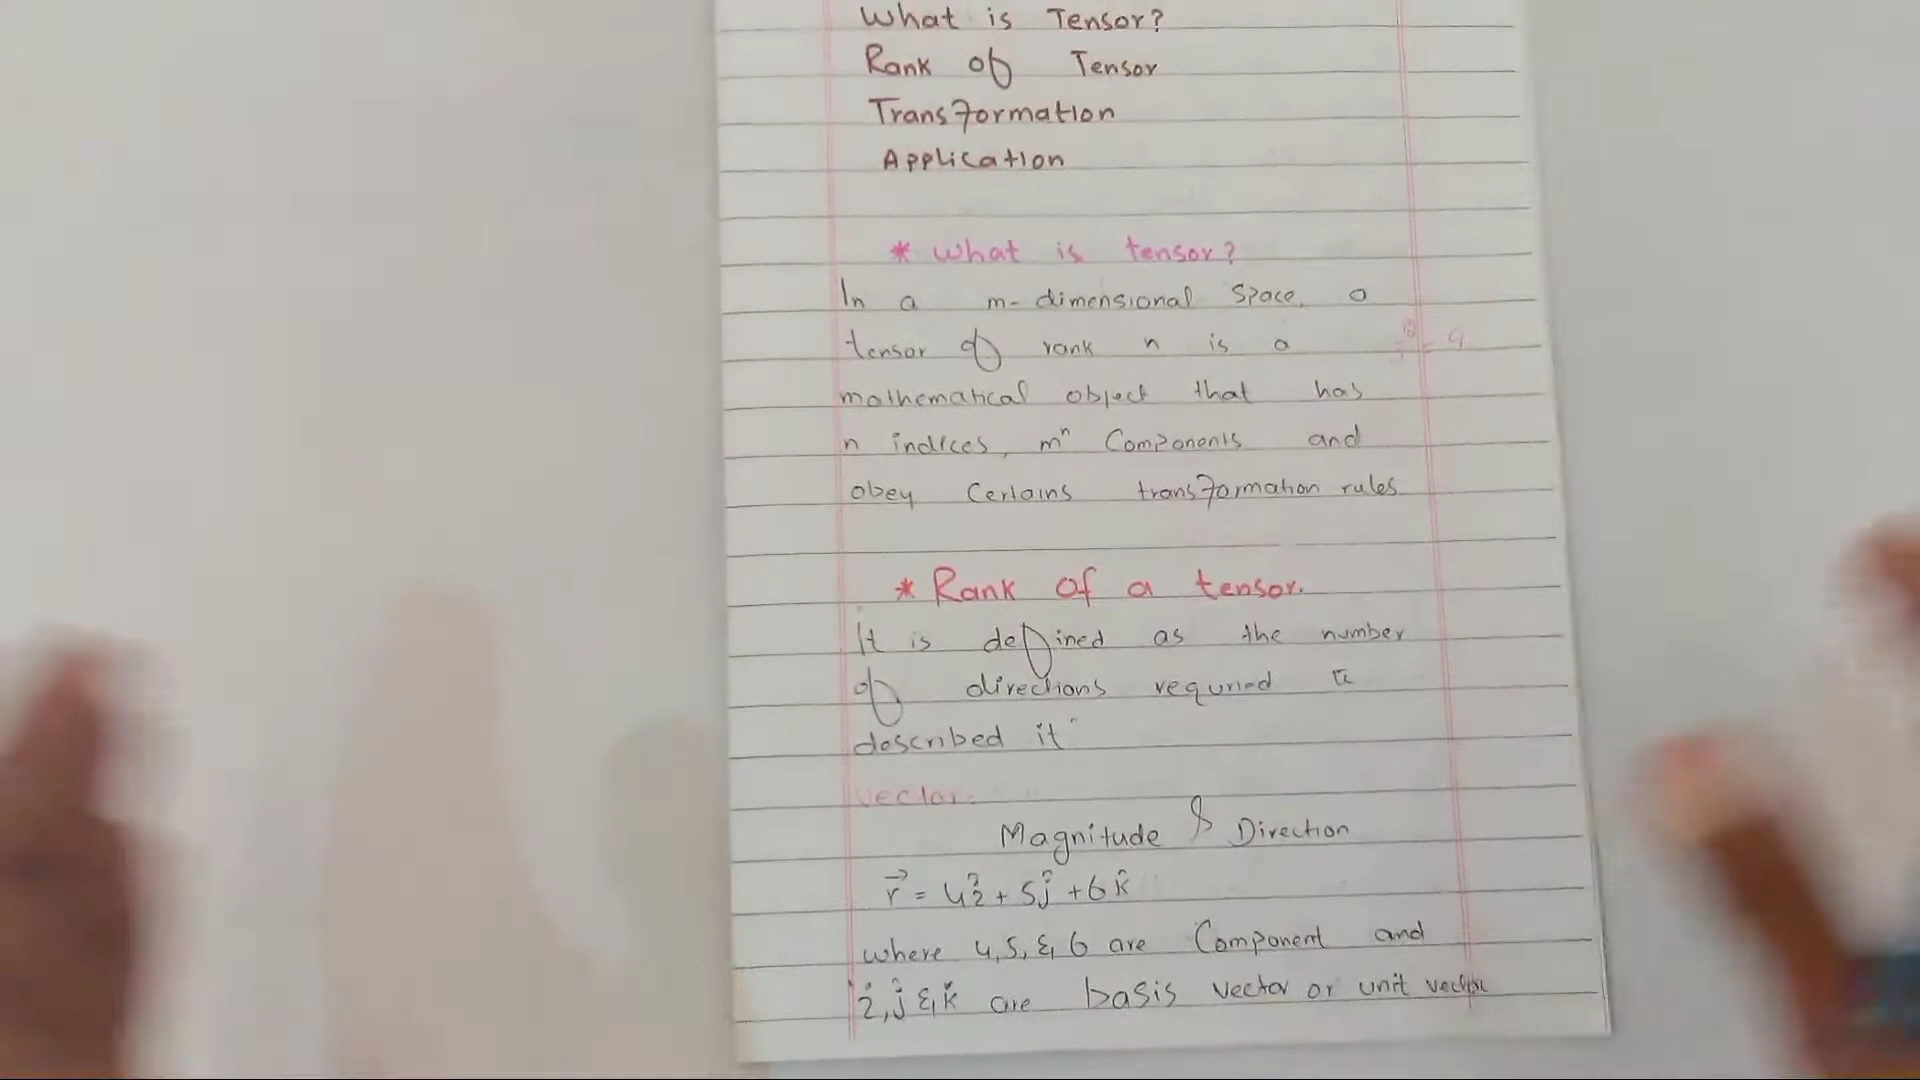 What is Tensor?
Rank of Tensor
Transformation
Application
* What is tensor?
In a m-dimensional Space, a
tensor of rank n is a
mathematical object that has
n indices, mⁿ Components and
obey Certains transformation rules
* Rank of a tensor.
It is defined as the number
of directions required to
described it"
Vector:
Magnitude & Direction
r⃗ = 4î + 5ĵ + 6k̂
where 4, 5, & 6 are Component and
î, ĵ & k̂ are basis vector or unit vector